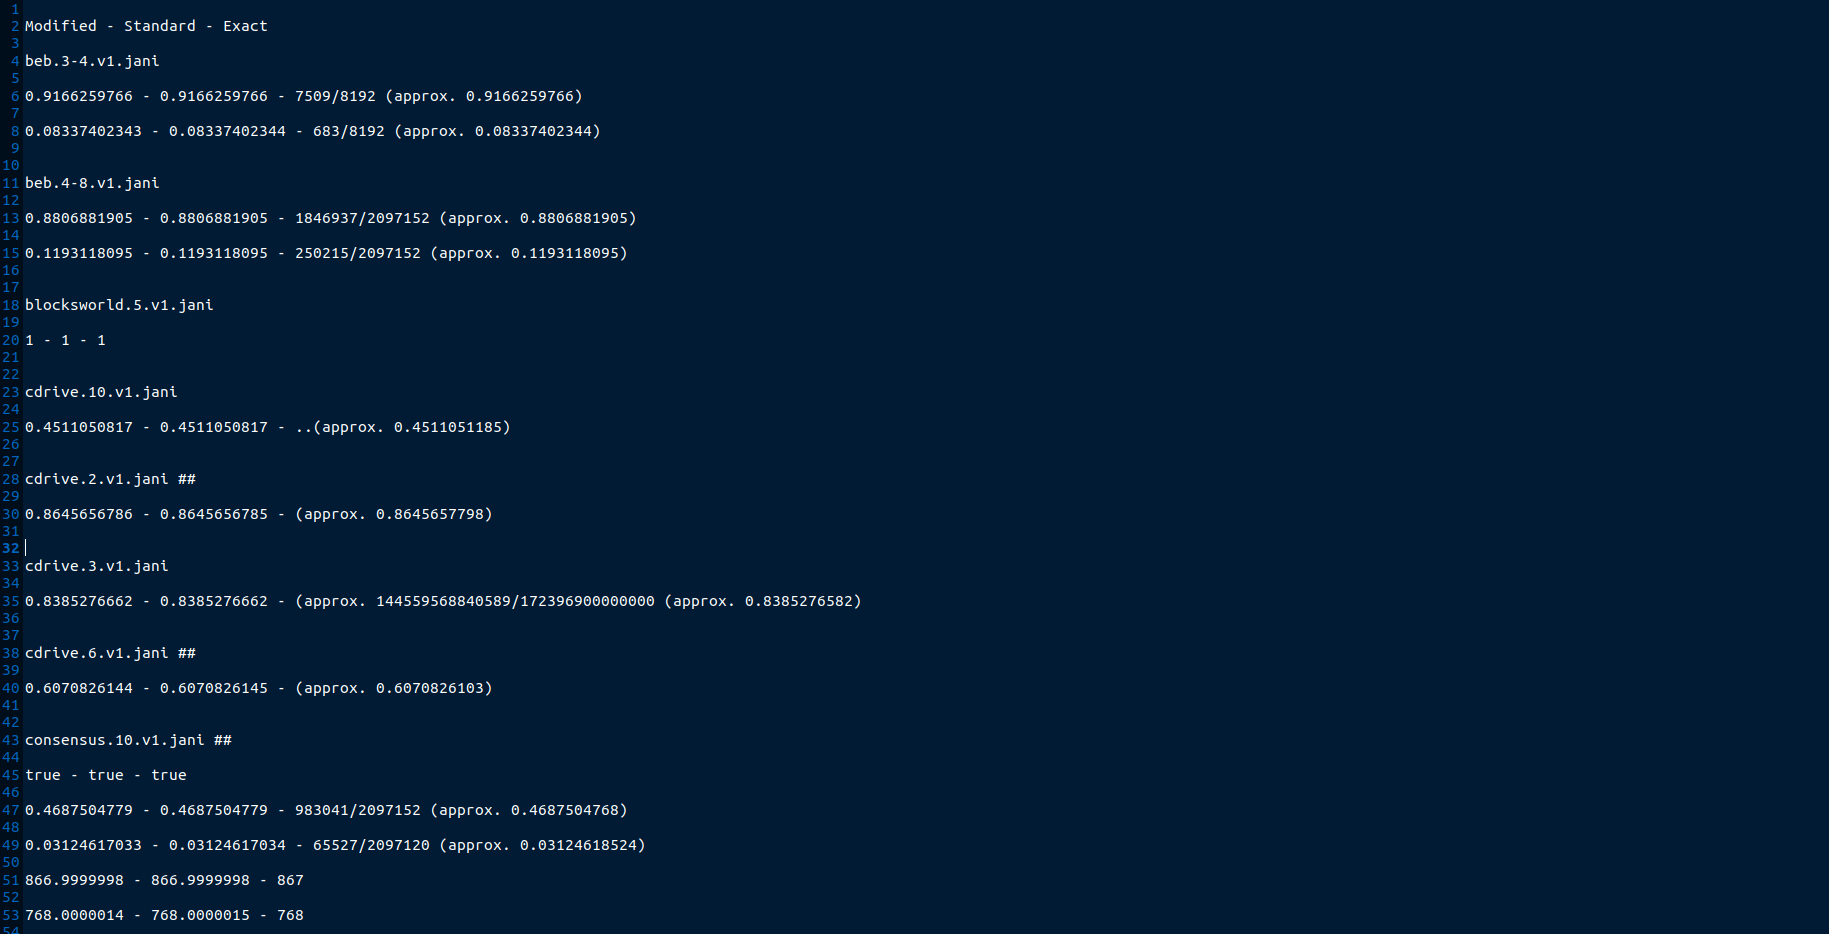 1
2 Modified - Standard - Exact
3
4 beb.3-4.v1.jani
5
6 0.9166259766 - 0.9166259766 - 7509/8192 (approx. 0.9166259766)
7
8 0.08337402343 - 0.08337402344 - 683/8192 (approx. 0.08337402344)
9
10
11 beb.4-8.v1.jani
12
13 0.8806881905 - 0.8806881905 - 1846937/2097152 (approx. 0.8806881905)
14
15 0.1193118095 - 0.1193118095 - 250215/2097152 (approx. 0.1193118095)
16
17
18 blocksworld.5.v1.jani
19
20 1 - 1 - 1
21
22
23 cdrive.10.v1.jani
24
25 0.4511050817 - 0.4511050817 - ..(approx. 0.4511051185)
26
27
28 cdrive.2.v1.jani ##
29
30 0.8645656786 - 0.8645656785 - (approx. 0.8645657798)
31
32
33 cdrive.3.v1.jani
34
35 0.8385276662 - 0.8385276662 - (approx. 144559568840589/172396900000000 (approx. 0.8385276582)
36
37
38 cdrive.6.v1.jani ##
39
40 0.6070826144 - 0.6070826145 - (approx. 0.6070826103)
41
42
43 consensus.10.v1.jani ##
44
45 true - true - true
46
47 0.4687504779 - 0.4687504779 - 983041/2097152 (approx. 0.4687504768)
48
49 0.03124617033 - 0.03124617034 - 65527/2097120 (approx. 0.03124618524)
50
51 866.9999998 - 866.9999998 - 867
52
53 768.0000014 - 768.0000015 - 768
54